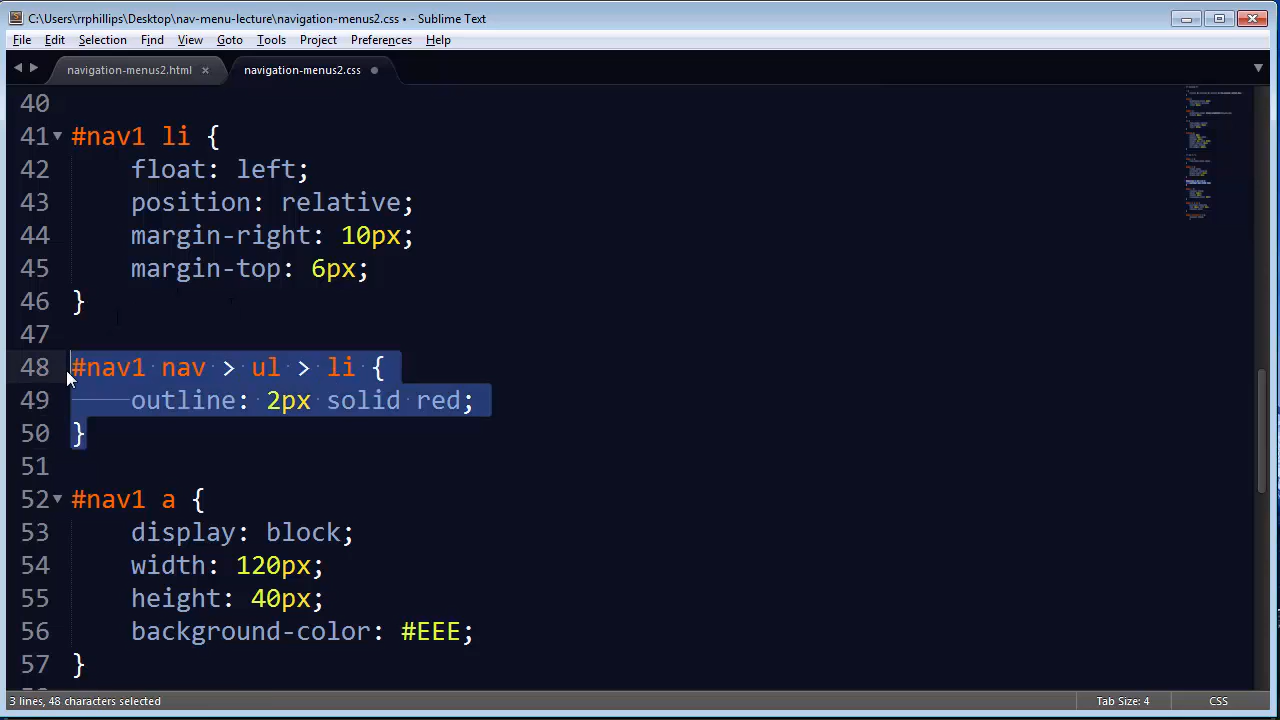 C:\Users\rrphillips\Desktop\nav-menu-lecture\navigation-menus2.css • - Sublime Text
File Edit Selection Find View Goto Tools Project Preferences Help
navigation-menus2.html × navigation-menus2.css
40
41 #nav1 li {
42 float: left;
43 position: relative;
44 margin-right: 10px;
45 margin-top: 6px;
46 }
47
48 #nav1 nav > ul > li {
49 outline: 2px solid red;
50 }
51
52 #nav1 a {
53 display: block;
54 width: 120px;
55 height: 40px;
56 background-color: #EEE;
57 }
3 lines, 48 characters selected Tab Size: 4 CSS